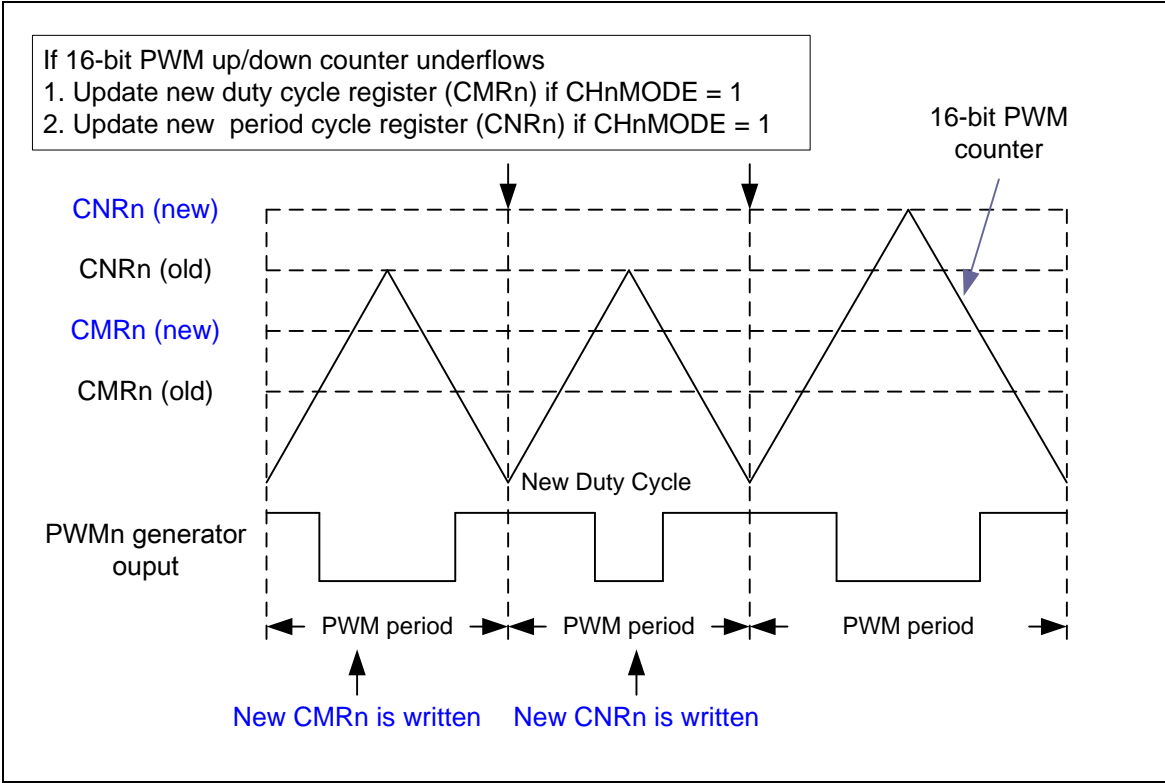 If 16-bit PWM up/down counter underflows
1. Update new duty cycle register (CMRn) if CHnMODE = 1
2. Update new  period cycle register (CNRn) if CHnMODE = 1
16-bit PWM
counter
CNRn (new)
CNRn (old)
CMRn (new)
CMRn (old)
New Duty Cycle
PWMn generator
ouput
PWM period
PWM period
PWM period
New CMRn is written
New CNRn is written